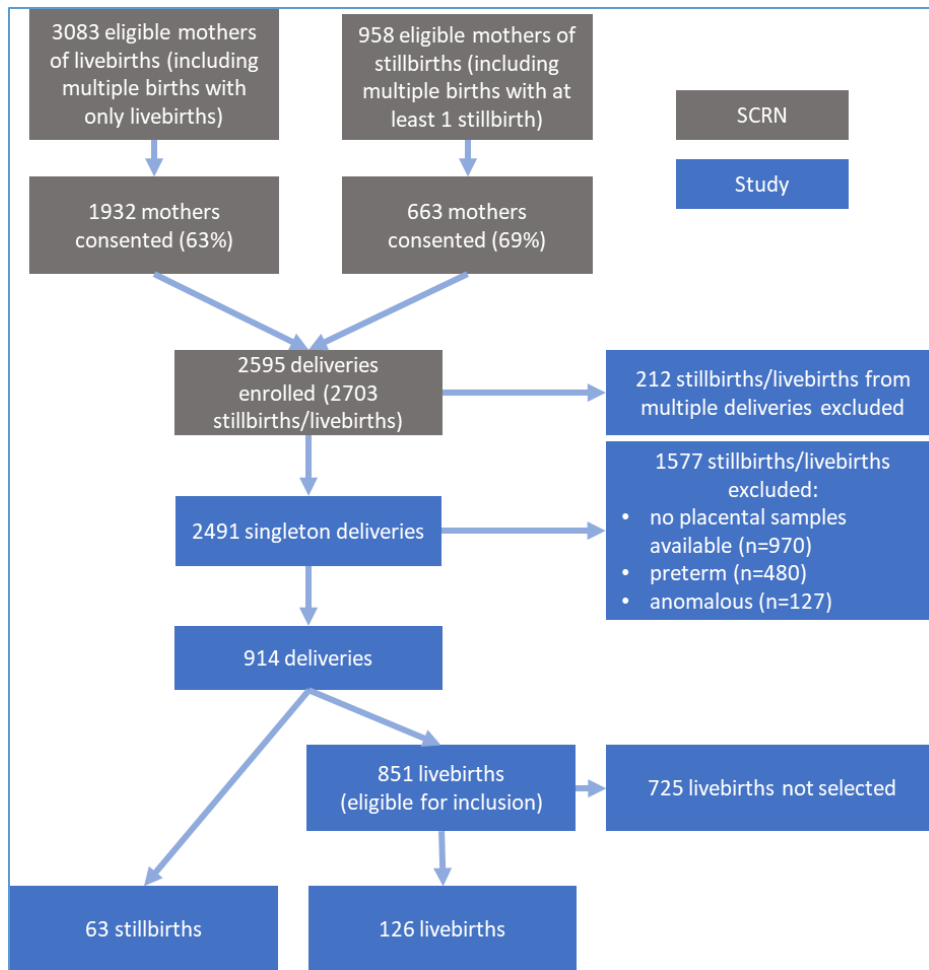 3083 eligible mothers
of livebirths (including
multiple births with
only livebirths)
958 eligible mothers of
stillbirths (including
multiple births with at
least 1 stillbirth)
SCRN
Study
1932 mothers
consented (63%)
663 mothers
consented (69%)
2595 deliveries
enrolled (2703
stillbirths/livebirths)
212 stillbirths/livebirths from
multiple deliveries excluded
2491 singleton deliveries
1577 stillbirths/livebirths
excluded:
• no placental samples
available (n=970)
• preterm (n=480)
• anomalous (n=127)
914 deliveries
851 livebirths
(eligible for inclusion)
725 livebirths not selected
63 stillbirths
126 livebirths